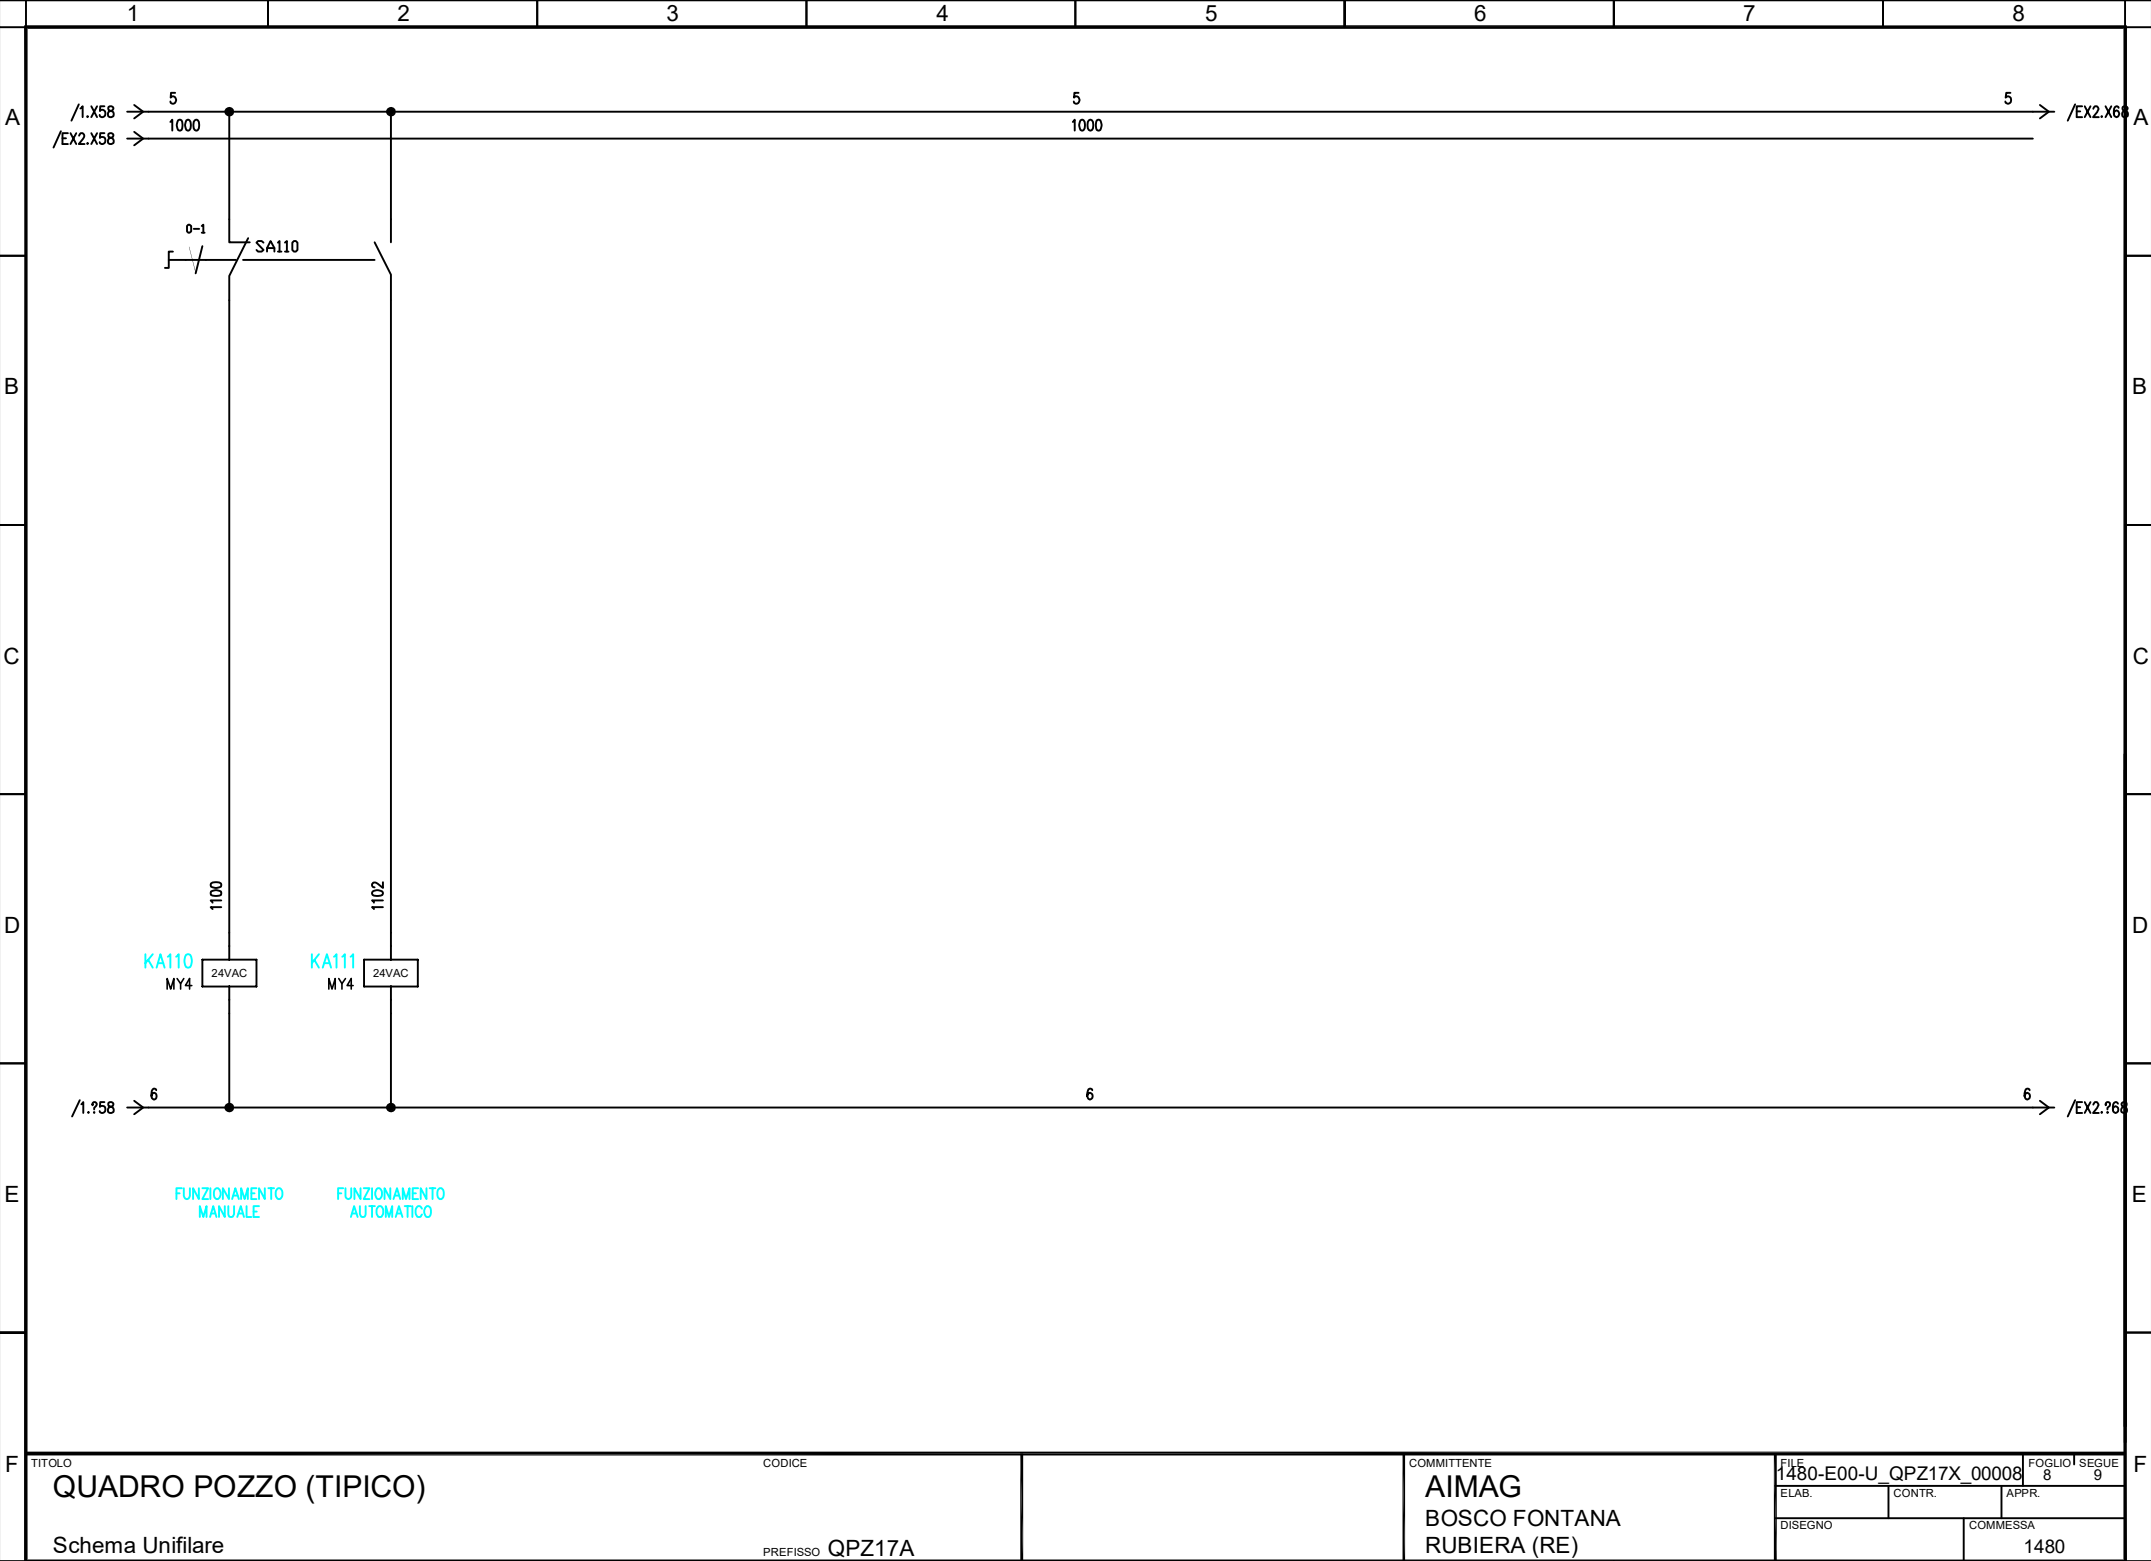 1 2 3 4 5 6 7 8
5 5 5
/1.X58 /EX2.X68
A A
1000 1000
/EX2.X58
0-1
SA110
B B
C C
1100 1102
D D
KA110 24VAC KA111 24VAC
MY4 MY4
6 6 6
/1.?58 /EX2.?68
E E
FUNZIONAMENTO FUNZIONAMENTO
MANUALE AUTOMATICO
F F
TITOLO CODICE COMMITTENTE FILE FOGLIO SEGUE
QUADRO POZZO (TIPICO) AIMAG 1480-E00-U_QPZ17X_00008 8 9
ELAB. CONTR. APPR.
BOSCO FONTANA
DISEGNO COMMESSA
Schema Unifilare PREFISSO QPZ17A RUBIERA (RE) 1480